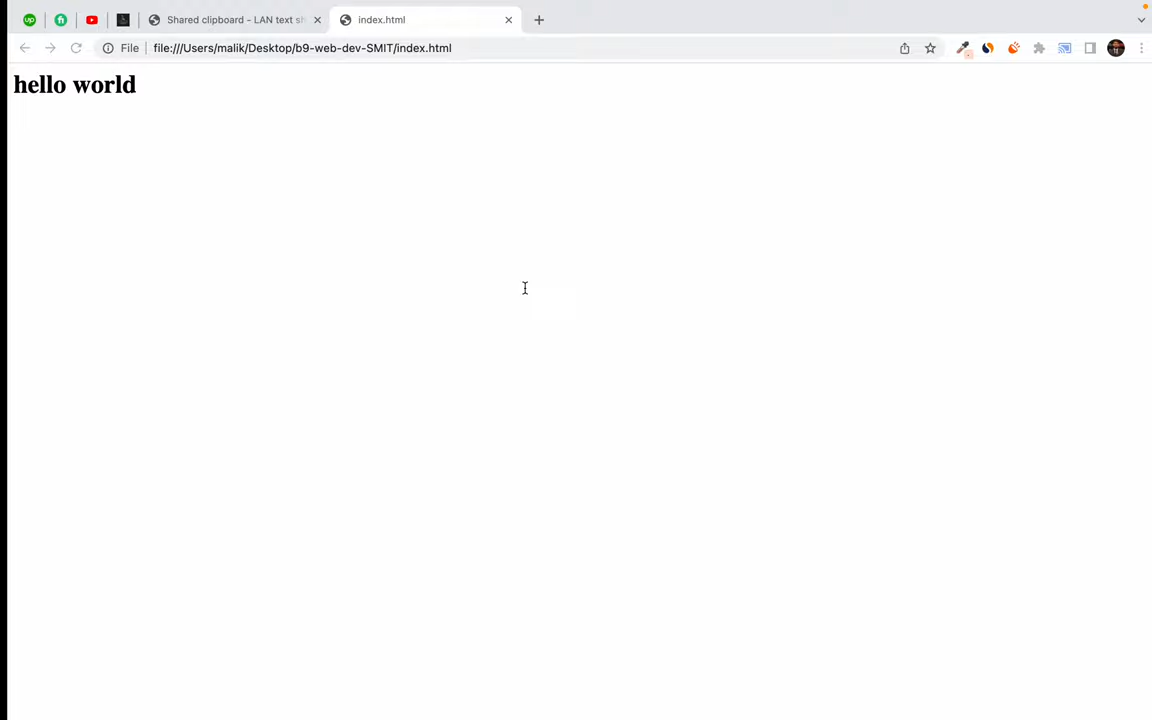 up
Shared clipboard - LAN text sh
index.html
File
file:///Users/malik/Desktop/b9-web-dev-SMIT/index.html
hello world